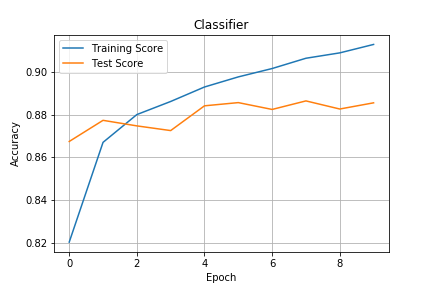 Classifier
Training Score
Test Score
Accuracy
0.90
0.88
0.86
0.84
0.82
0
2
4
6
8
Epoch